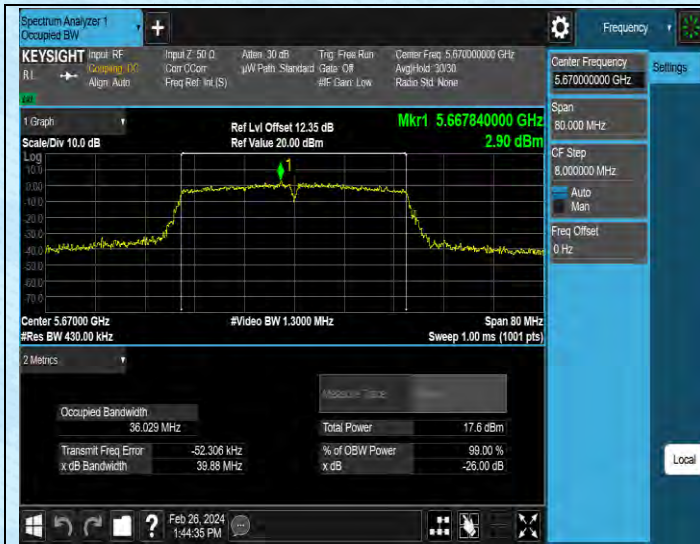 Spectrum Analyzer 1
Occupied BW
Frequency
KEYSIGHT Input: RF
Coupling: DC
Align: Auto
Input Z: 50 Ω
Corr CCorr
Freq Ref: Int (S)
Atten: 30 dB
µW Path: Standard
Trig: Free Run
Gate: Off
#IF Gain: Low
Center Freq: 5.670000000 GHz
Avg|Hold: 30/30
Radio Std: None
Center Frequency
5.670000000 GHz
Settings
Span
80.000 MHz
CF Step
8.000000 MHz
Auto
Man
Freq Offset
0 Hz
1 Graph
Scale/Div 10.0 dB
Ref Lvl Offset 12.35 dB
Ref Value 20.00 dBm
Mkr1 5.667840000 GHz
2.90 dBm
Log
10.0
0.00
-10.0
-20.0
-30.0
-40.0
-50.0
-60.0
-70.0
1
Center 5.67000 GHz
#Res BW 430.00 kHz
#Video BW 1.3000 MHz
Span 80 MHz
Sweep 1.00 ms (1001 pts)
2 Metrics
Measure Trace
Occupied Bandwidth
36.029 MHz
Total Power 17.6 dBm
Transmit Freq Error -52.306 kHz
% of OBW Power 99.00 %
x dB Bandwidth 39.88 MHz
x dB -26.00 dB
Local
Feb 26, 2024
1:44:35 PM